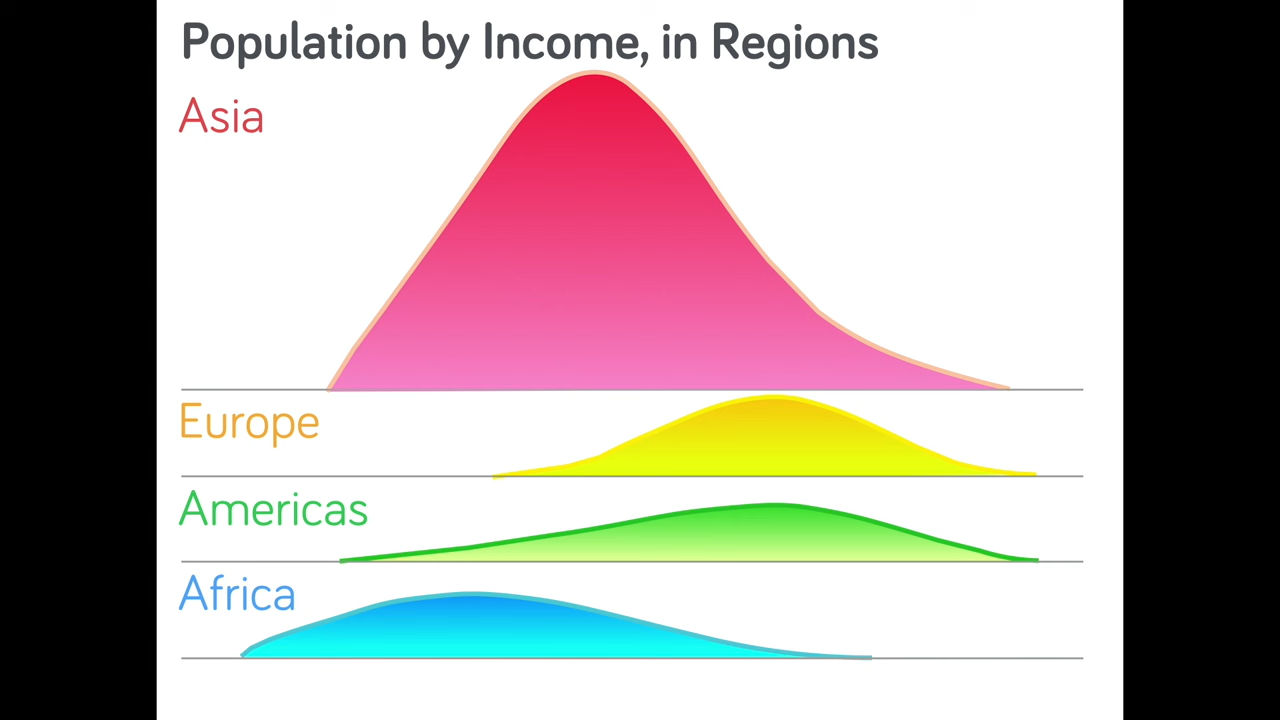 Population by Income, in Regions
Asia
Europe
Americas
Africa